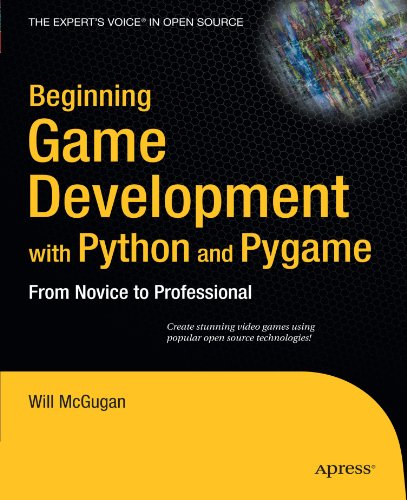 THE EXPERT'S VOICE® IN OPEN SOURCE
Beginning
Game
Development
with Python and Pygame
From Novice to Professional
Create stunning video games using
popular open source technologies!
Will McGugan
Apress®